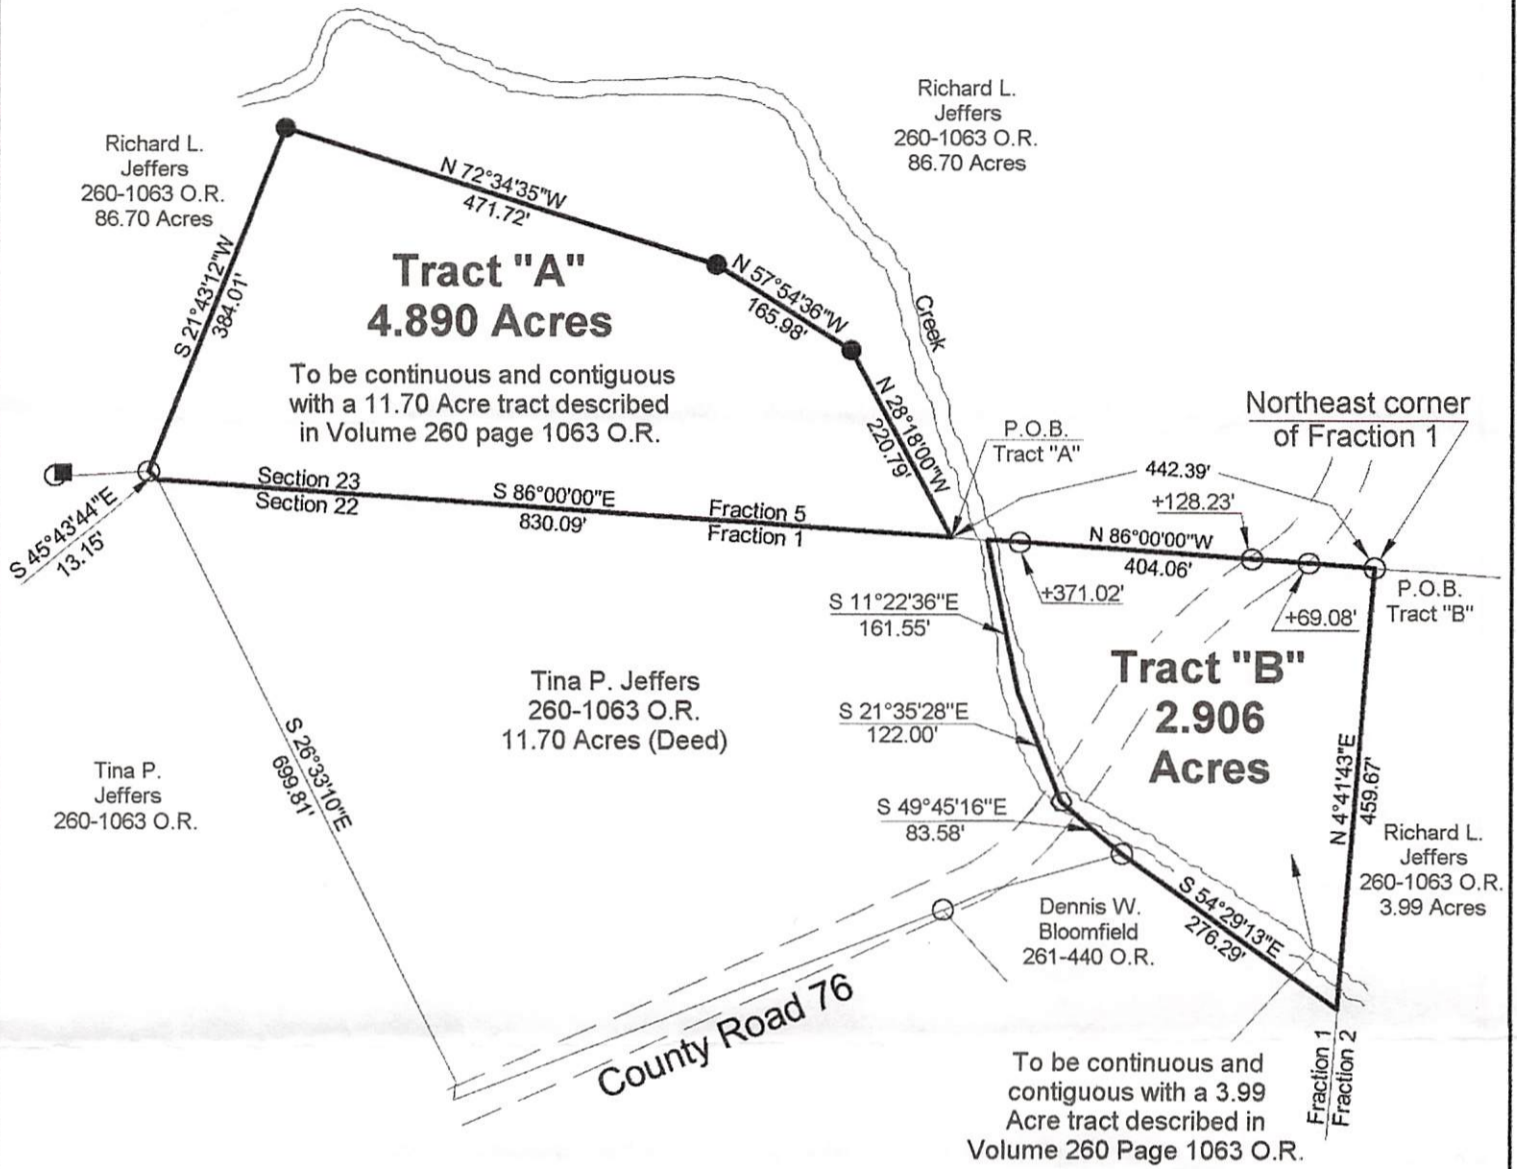 Richard L.
Jeffers
260-1063 O.R.
86.70 Acres
Richard L.
Jeffers
260-1063 O.R.
86.70 Acres
N 72°34'35"W
471.72'
S 21°43'12"W
384.01'
Tract "A"
4.890 Acres
To be continuous and contiguous
with a 11.70 Acre tract described
in Volume 260 page 1063 O.R.
N 57°54'36"W
165.98'
N 28°18'00"W
220.79'
Creek
P.O.B.
Tract "A"
Northeast corner
of Fraction 1
442.39'
+128.23'
S 45°43'44"E
13.15'
Section 23
Section 22
S 86°00'00"E
830.09'
Fraction 5
Fraction 1
N 86°00'00"W
404.06'
+371.02'
+69.08'
P.O.B.
Tract "B"
S 11°22'36"E
161.55'
Tract "B"
2.906
Acres
Tina P. Jeffers
260-1063 O.R.
11.70 Acres (Deed)
S 21°35'28"E
122.00'
S 26°33'10"E
699.81'
Tina P.
Jeffers
260-1063 O.R.
S 49°45'16"E
83.58'
N 4°41'43"E
459.67'
Richard L.
Jeffers
260-1063 O.R.
3.99 Acres
S 54°29'13"E
276.29'
Dennis W.
Bloomfield
261-440 O.R.
County Road 76
To be continuous and
contiguous with a 3.99
Acre tract described in
Volume 260 Page 1063 O.R.
Fraction 1
Fraction 2